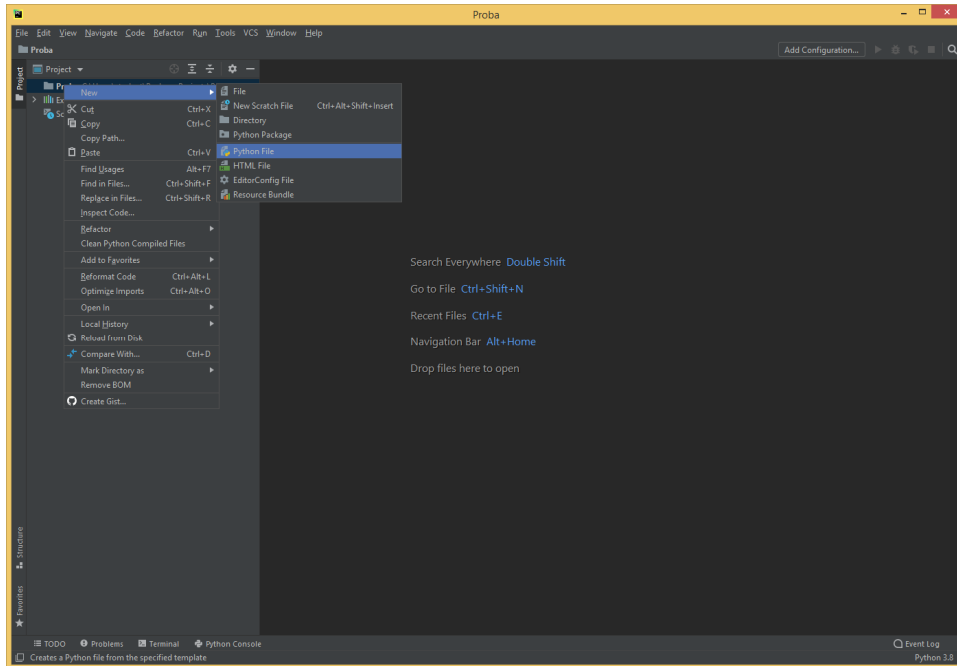 Proba
File Edit View Navigate Code Refactor Run Tools VCS Window Help
Proba
Add Configuration...
Project
Project
New
Cut Ctrl+X
Copy Ctrl+C
Copy Path...
Paste Ctrl+V
Find Usages Alt+F7
Find in Files... Ctrl+Shift+F
Replace in Files... Ctrl+Shift+R
Inspect Code...
Refactor
Clean Python Compiled Files
Add to Favorites
Reformat Code Ctrl+Alt+L
Optimize Imports Ctrl+Alt+O
Open In
Local History
Reload from Disk
Compare With... Ctrl+D
Mark Directory as
Remove BOM
Create Gist...
File
New Scratch File Ctrl+Alt+Shift+Insert
Directory
Python Package
Python File
HTML File
EditorConfig File
Resource Bundle
Search Everywhere Double Shift
Go to File Ctrl+Shift+N
Recent Files Ctrl+E
Navigation Bar Alt+Home
Drop files here to open
Structure
Favorites
TODO Problems Terminal Python Console
Event Log
Creates a Python file from the specified template
Python 3.8